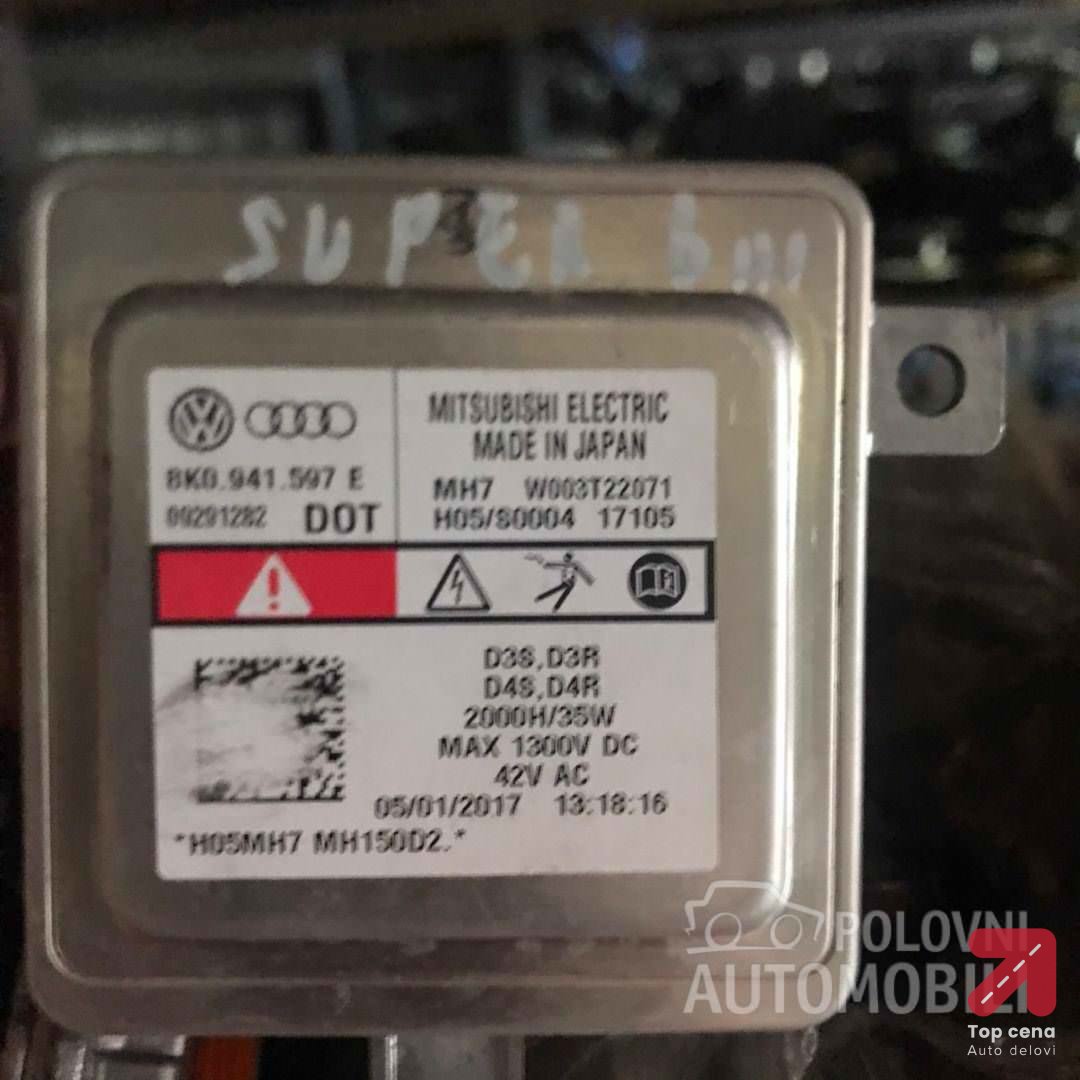 SUPER b
8K0.941.597 E
00291282 DOT
MITSUBISHI ELECTRIC
MADE IN JAPAN
MH7 W003T22071
H05/S0004 17105
D3S,D3R
D4S,D4R
2000H/35W
MAX 1300V DC
42V AC
05/01/2017 13:18:16
*H05MH7 MH150D2.*
POLOVNI
AUTOMOBILI
Top cena
Auto delovi